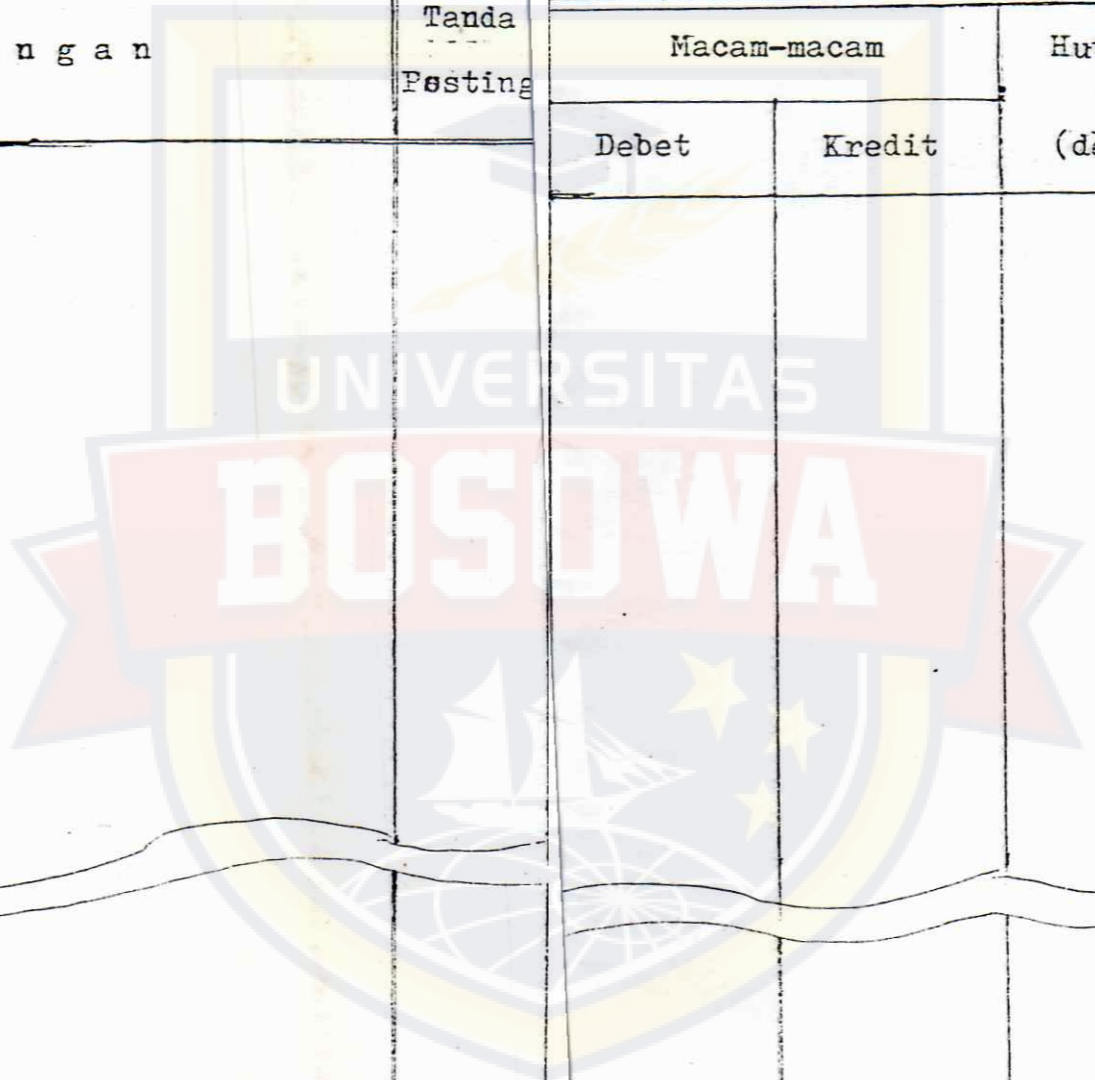 n g a n
Tanda
Posting
Macam-macam
Debet
Kredit
UNIVERSITAS
BOSOWA